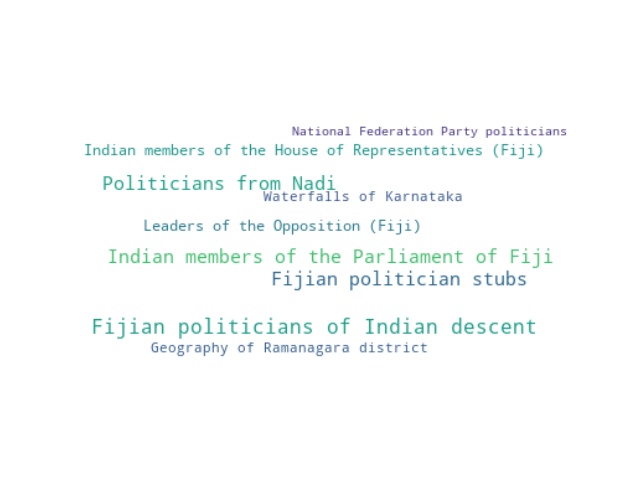 National Federation Party politicians
Indian members of the House of Representatives (Fiji)
Politicians from Nadi
Waterfalls of Karnataka
Leaders of the Opposition (Fiji)
Indian members of the Parliament of Fiji
Fijian politician stubs
Fijian politicians of Indian descent
Geography of Ramanagara district